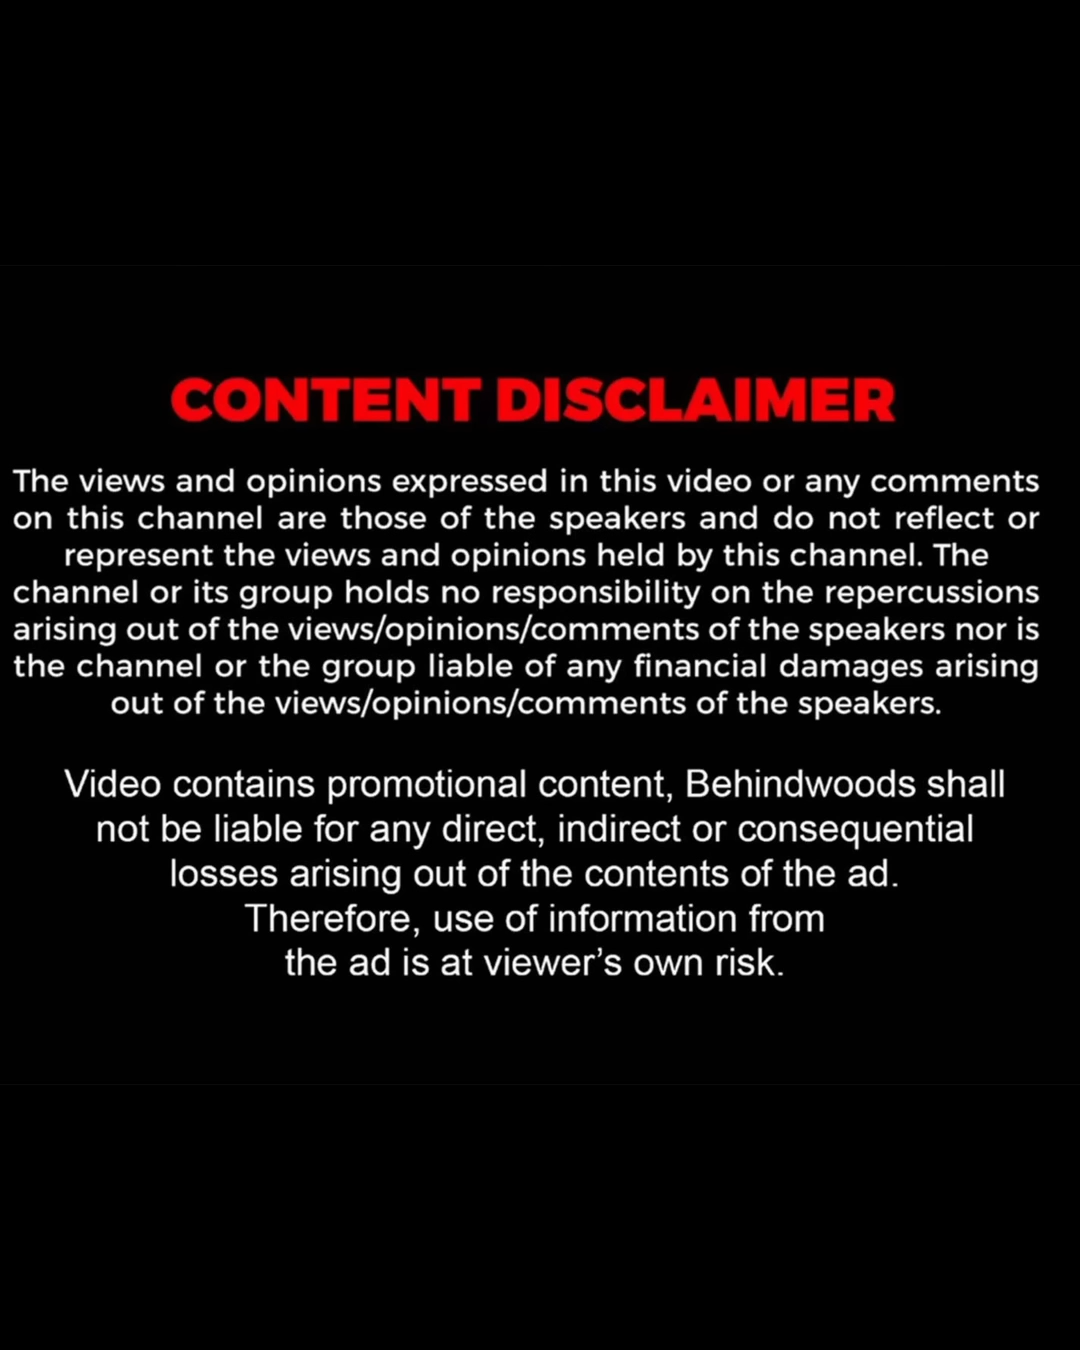 CONTENT DISCLAIMER
The views and opinions expressed in this video or any comments
on this channel are those of the speakers and do not reflect or
represent the views and opinions held by this channel. The
channel or its group holds no responsibility on the repercussions
arising out of the views/opinions/comments of the speakers nor is
the channel or the group liable of any financial damages arising
out of the views/opinions/comments of the speakers.
Video contains promotional content, Behindwoods shall
not be liable for any direct, indirect or consequential
losses arising out of the contents of the ad.
Therefore, use of information from
the ad is at viewer’s own risk.